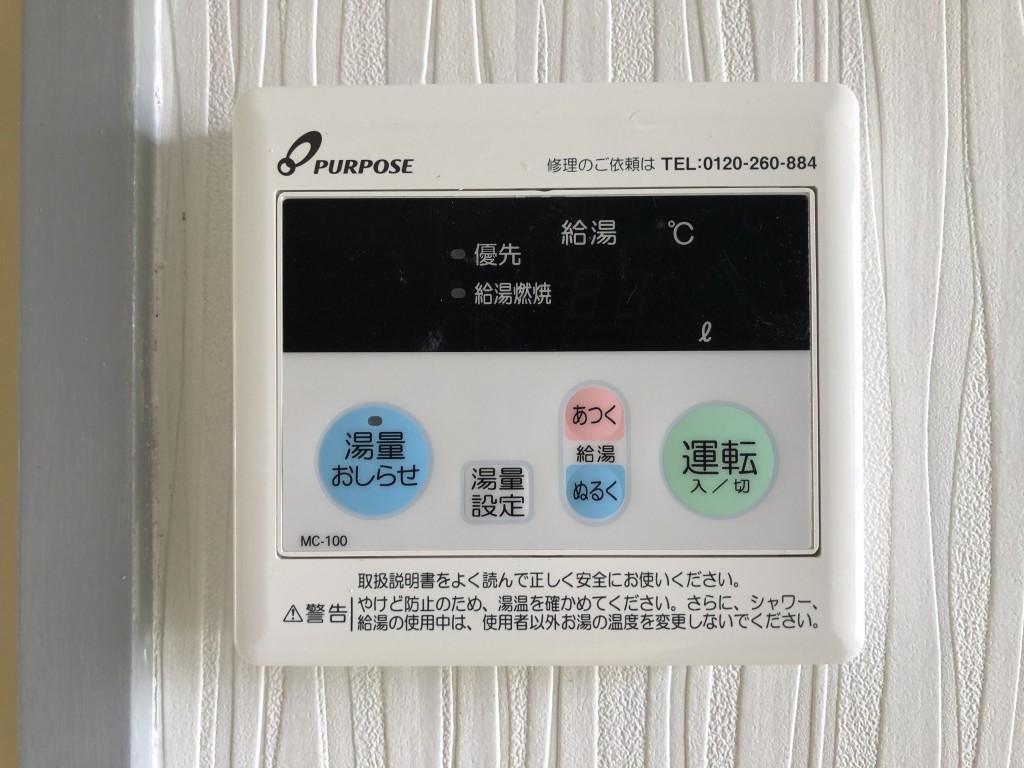 PURPOSE
修理のご依頼は TEL:0120-260-884
給湯 ℃
優先
給湯燃焼
ℓ
湯量
おしらせ
湯量
設定
あつく
給湯
ぬるく
運転
入/切
MC-100
取扱説明書をよく読んで正しく安全にお使いください。
⚠警告
やけど防止のため、湯温を確かめてください。さらに、シャワー、
給湯の使用中は、使用者以外お湯の温度を変更しないでください。